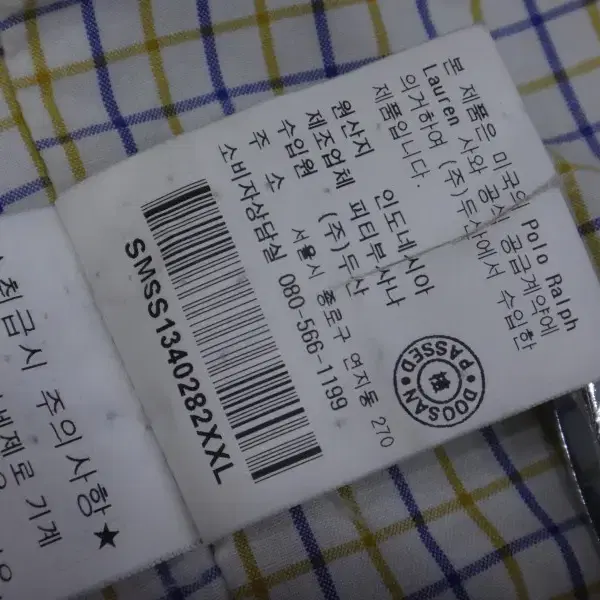 본 제품은 미국의 Polo Ralph
Lauren 사와 공식 공급계약에
의거하여 (주)두산에서 수입한
제품입니다.
원산지 인도네시아
제조업체 피티부사나
수입원 (주)두산
주 소 서울시 종로구 연지동 270
소비자상담실 080-566-1199
SMSS1340282XXL
DOOSAN PASSED
취급시 주의사항★
기계